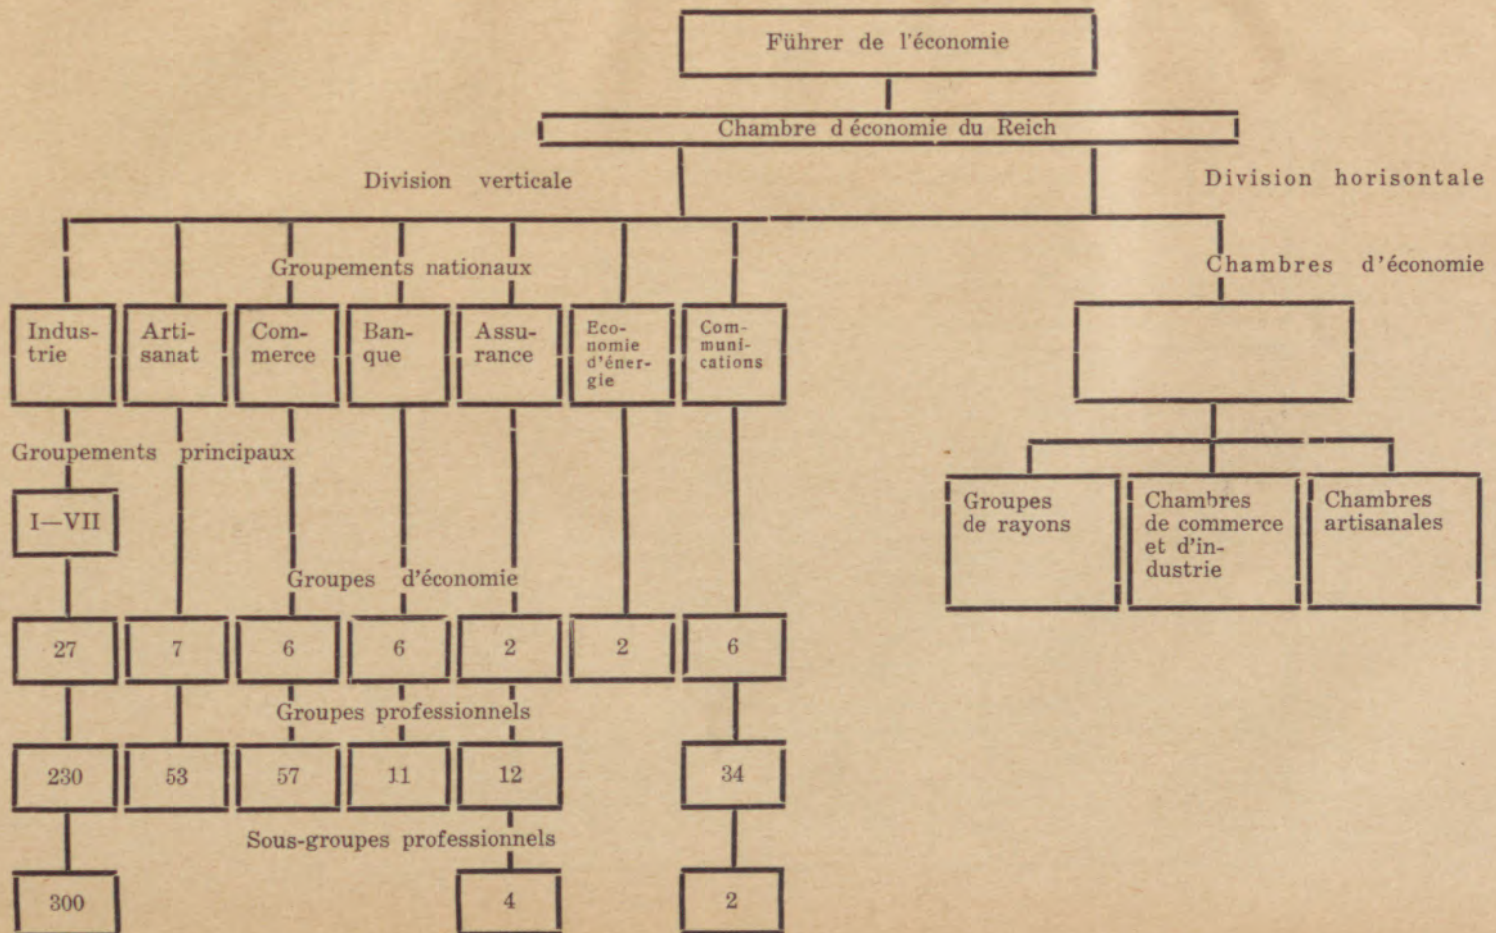 Führer de l'économie
Chambre d économie du Reich
Division verticale
Division horisontale
Groupements nationaux
Chambres d'économie
Indus-
trie
Arti-
sanat
Com-
merce
Ban-
que
Assu-
rance
Eco-
nomie
d'éner-
gie
Com-
muni-
cations
Groupements principaux
I—VII
Groupes
de rayons
Chambres
de commerce
et d'in-
dustrie
Chambres
artisanales
Groupes d'économie
27
7
6
6
2
2
6
Groupes professionnels
230
53
57
11
12
34
Sous-groupes professionnels
300
4
2